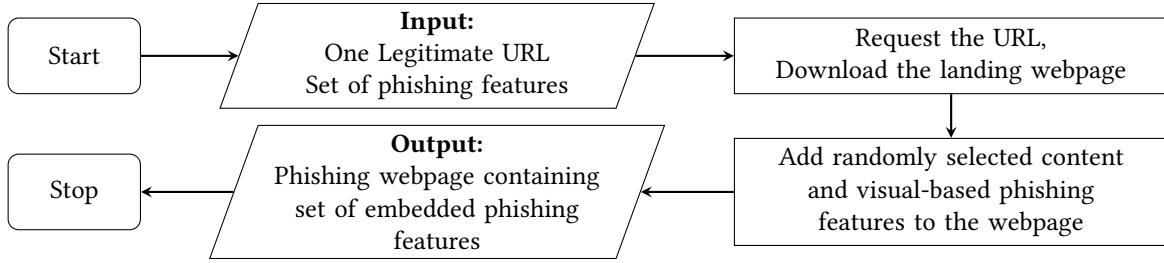 Start
Input:
One Legitimate URL
Set of phishing features
Request the URL,
Download the landing webpage
Add randomly selected content
and visual-based phishing
features to the webpage
Output:
Phishing webpage containing
set of embedded phishing
features
Stop